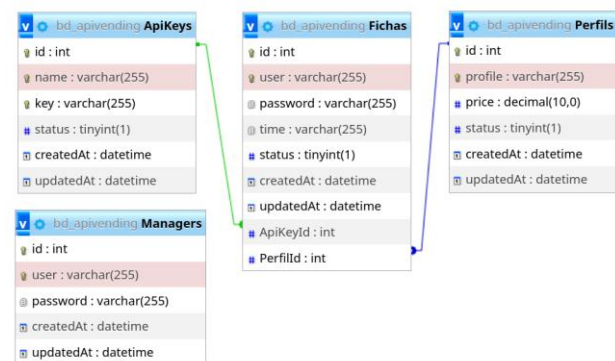 v bd_apivending ApiKeys
id : int
name : varchar(255)
key : varchar(255)
# status : tinyint(1)
createdAt : datetime
updatedAt : datetime
v bd_apivending Fichas
id : int
user : varchar(255)
password : varchar(255)
time : varchar(255)
# status : tinyint(1)
createdAt : datetime
updatedAt : datetime
# ApiKeyId : int
# PerfilId : int
v bd_apivending Perfils
id : int
profile : varchar(255)
# price : decimal(10,0)
# status : tinyint(1)
createdAt : datetime
updatedAt : datetime
v bd_apivending Managers
id : int
user : varchar(255)
password : varchar(255)
createdAt : datetime
updatedAt : datetime